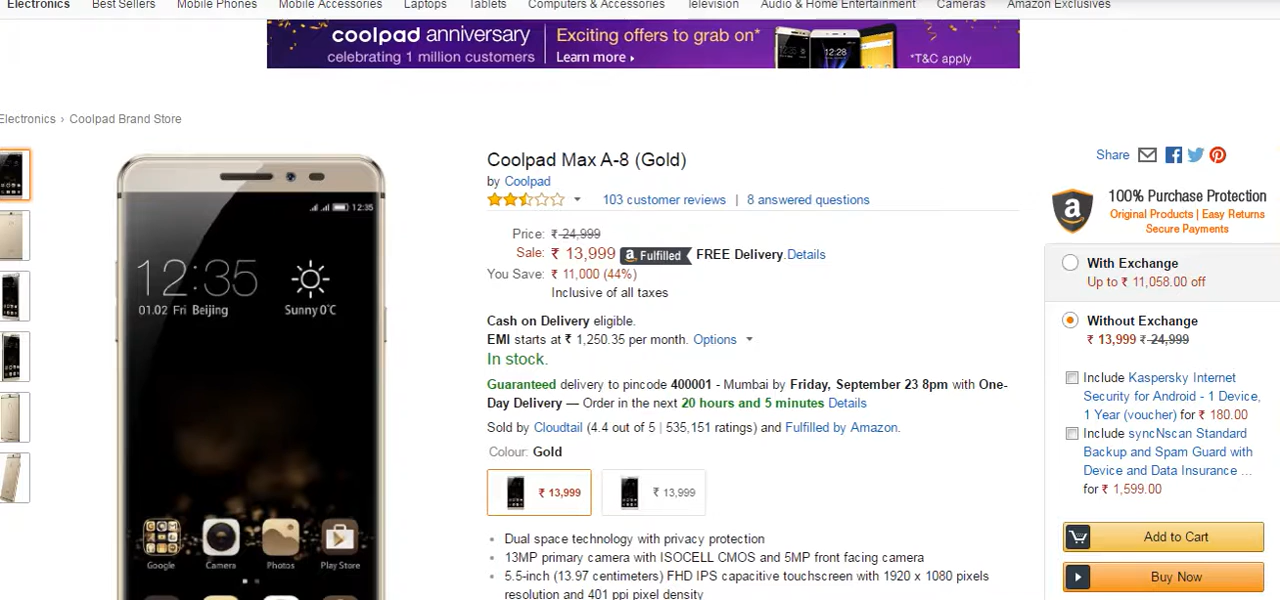 Electronics Best Sellers Mobile Phones Mobile Accessories Laptops Tablets Computers & Accessories Television Audio & Home Entertainment Cameras Amazon Exclusives
coolpad anniversary
celebrating 1 million customers
Exciting offers to grab on*
Learn more ▸
12:28
*T&C apply
Electronics › Coolpad Brand Store
12:35
12:35
01.02 Fri Beijing
Sunny 0°C
Google Camera Photos Play Store
Coolpad Max A-8 (Gold)
by Coolpad
103 customer reviews | 8 answered questions
Price: ₹ 24,999
Sale: ₹ 13,999 a Fulfilled FREE Delivery.Details
You Save: ₹ 11,000 (44%)
Inclusive of all taxes
Cash on Delivery eligible.
EMI starts at ₹ 1,250.35 per month. Options
In stock.
Guaranteed delivery to pincode 400001 - Mumbai by Friday, September 23 8pm with One-
Day Delivery — Order in the next 20 hours and 5 minutes Details
Sold by Cloudtail (4.4 out of 5 | 535,151 ratings) and Fulfilled by Amazon.
Colour: Gold
₹ 13,999 ₹ 13,999
• Dual space technology with privacy protection
• 13MP primary camera with ISOCELL CMOS and 5MP front facing camera
• 5.5-inch (13.97 centimeters) FHD IPS capacitive touchscreen with 1920 x 1080 pixels
resolution and 401 ppi pixel density
Share
a
100% Purchase Protection
Original Products | Easy Returns
Secure Payments
With Exchange
Up to ₹ 11,058.00 off
Without Exchange
₹ 13,999 ₹ 24,999
Include Kaspersky Internet
Security for Android - 1 Device,
1 Year (voucher) for ₹ 180.00
Include syncNscan Standard
Backup and Spam Guard with
Device and Data Insurance ...
for ₹ 1,599.00
Add to Cart
Buy Now